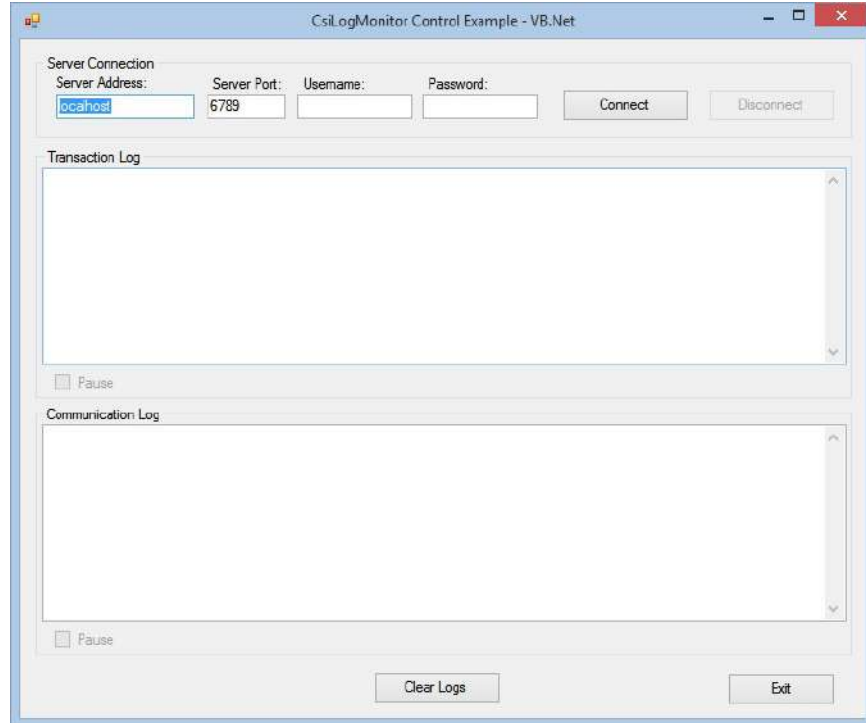 CsiLogMonitor Control Example - VB.Net
Server Connection
Server Address: Server Port: Username: Password:
localhost 6789 Connect Disconnect
Transaction Log
Pause
Communication Log
Pause
Clear Logs Exit